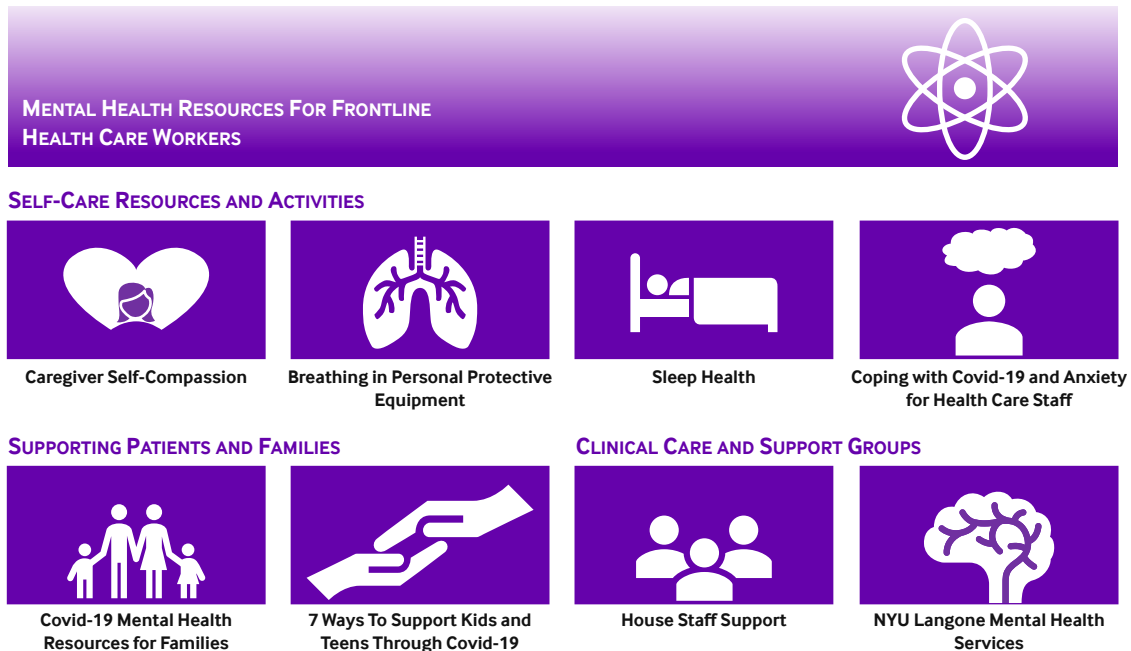 Mental Health Resources For Frontline
Health Care Workers
Self-Care Resources and Activities
Caregiver Self-Compassion
Breathing in Personal Protective
Equipment
Sleep Health
Coping with Covid-19 and Anxiety
for Health Care Staff
Supporting Patients and Families
Covid-19 Mental Health
Resources for Families
7 Ways To Support Kids and
Teens Through Covid-19
Clinical Care and Support Groups
House Staff Support
NYU Langone Mental Health
Services